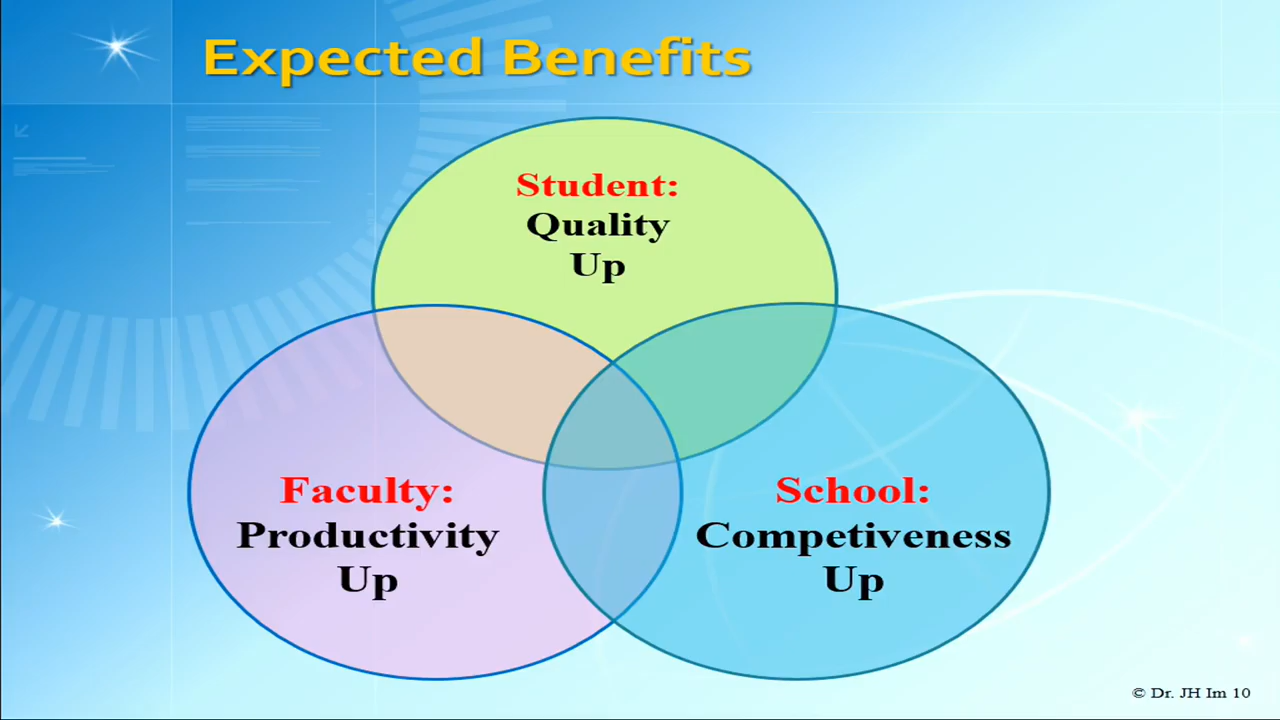 Expected Benefits
Student:
Quality
Up
Faculty:
Productivity
Up
School:
Competiveness
Up
© Dr. JH Im 10